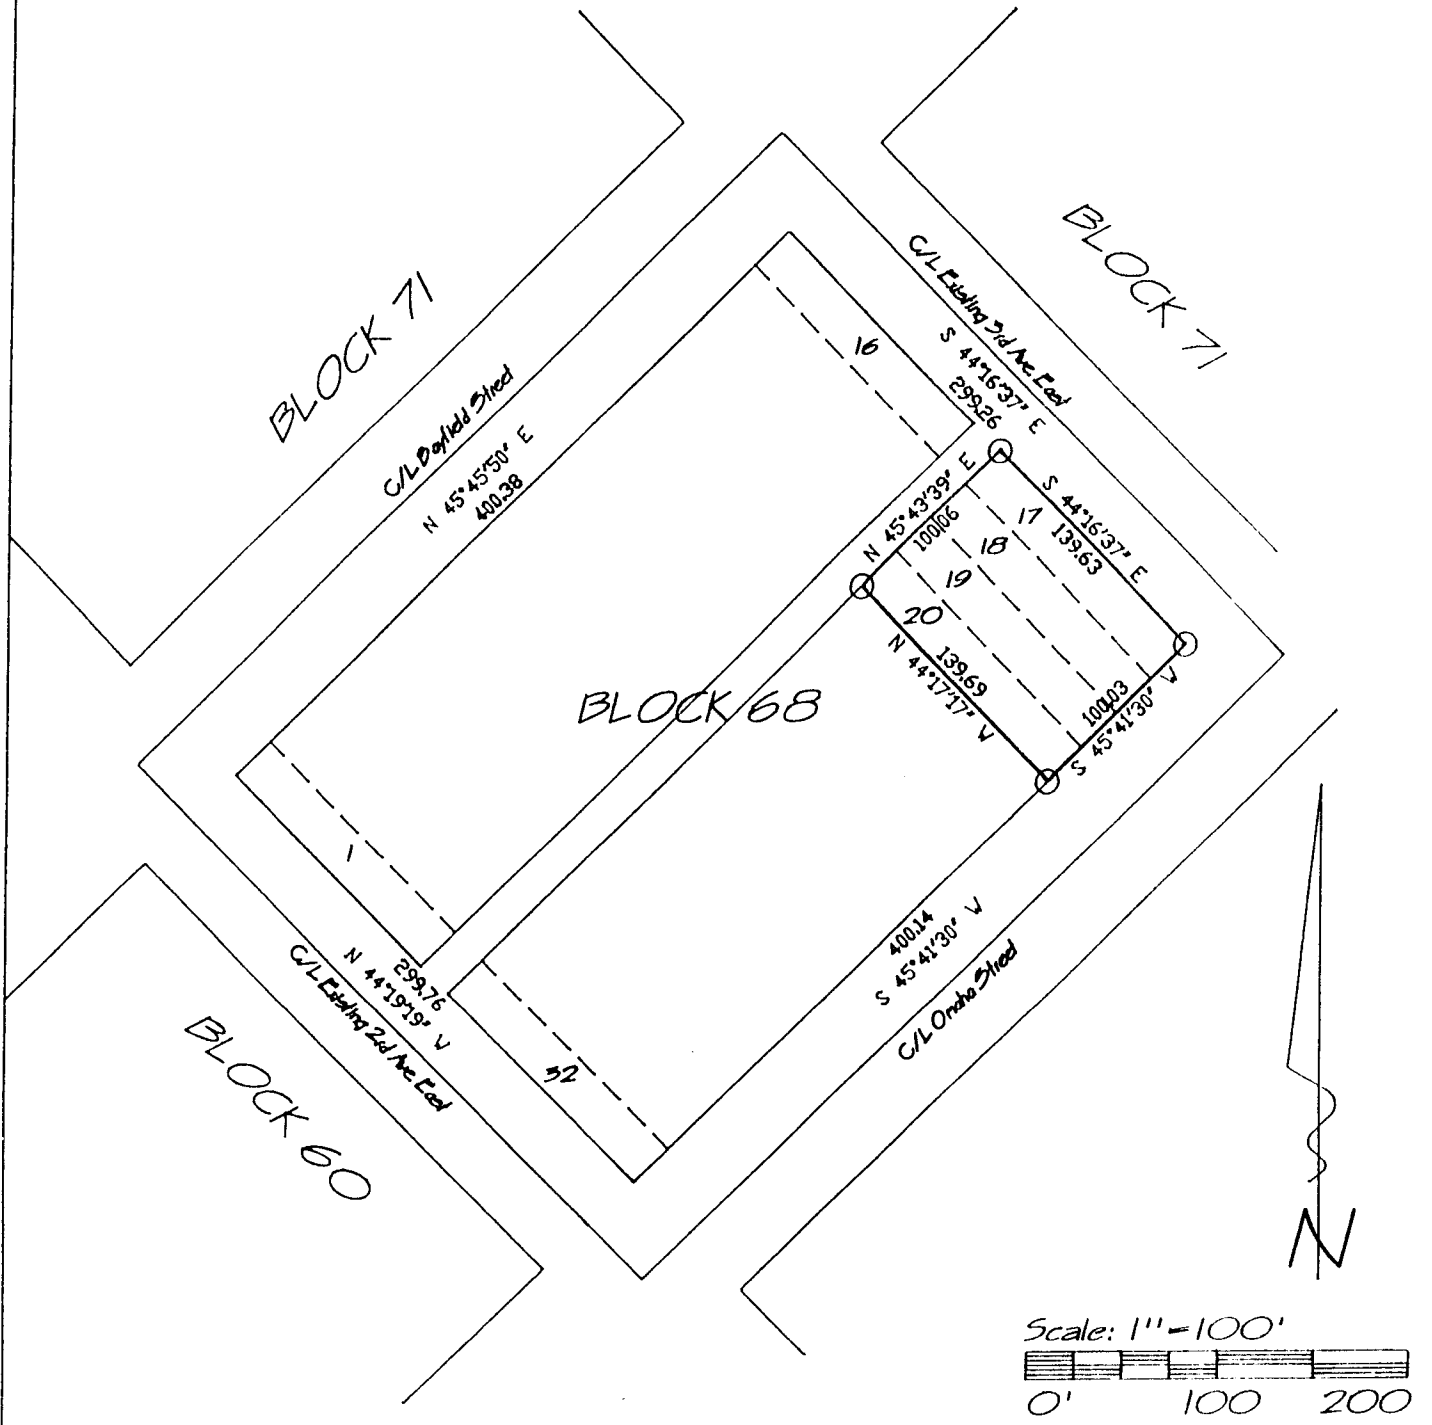 BLOCK 71
BLOCK 71
C/L Existing 3rd Ave. East
S 44°16'37" E
299.26
16
C/L Bayfield Street
N 45°45'50" E
400.38
N 45°43'39" E
100.06
S 44°16'37" E
139.63
17
18
19
20
139.69
N 44°17'17" W
100.03
S 45°41'30" W
BLOCK 68
1
400.14
S 45°41'30" W
C/L Omaha Street
299.76
N 44°19'19" W
C/L Existing 2nd Ave East
32
BLOCK 60
N
Scale: 1"=100'
0' 100 200